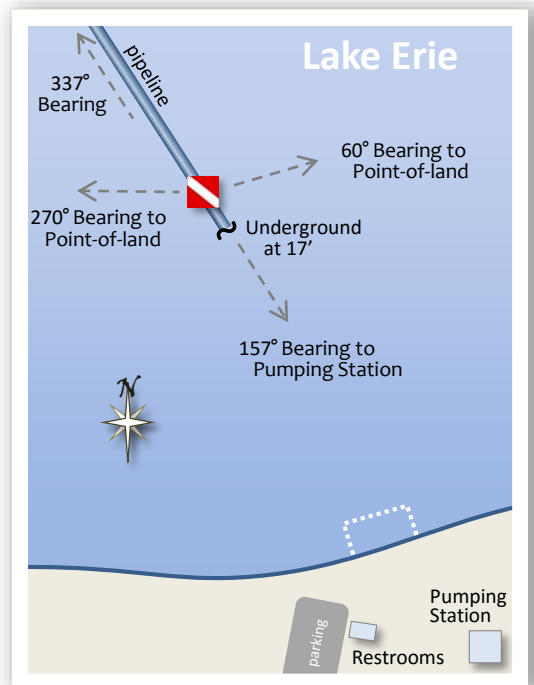 Lake Erie
pipeline
337°
Bearing
60° Bearing to
Point-of-land
270° Bearing to
Point-of-land
Underground
at 17’
157° Bearing to
Pumping Station
N
Pumping
Station
parking
Restrooms